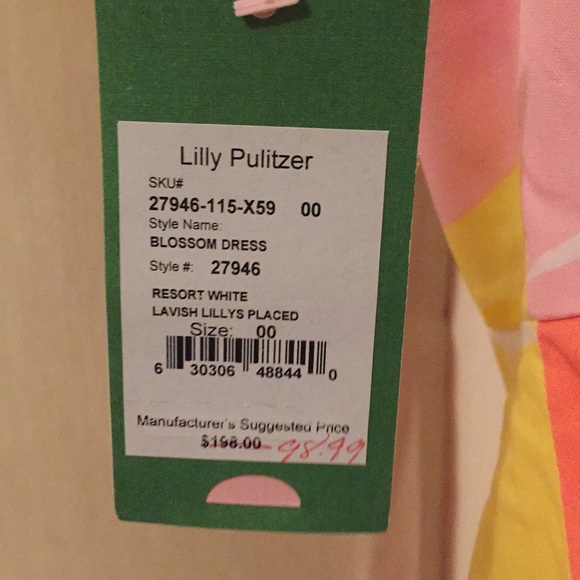 Lilly Pulitzer
SKU#
27946-115-X59 00
Style Name:
BLOSSOM DRESS
Style #: 27946
RESORT WHITE
LAVISH LILLYS PLACED
Size: 00
6 30306 48844 0
Manufacturer's Suggested Price
$198.00 98.99